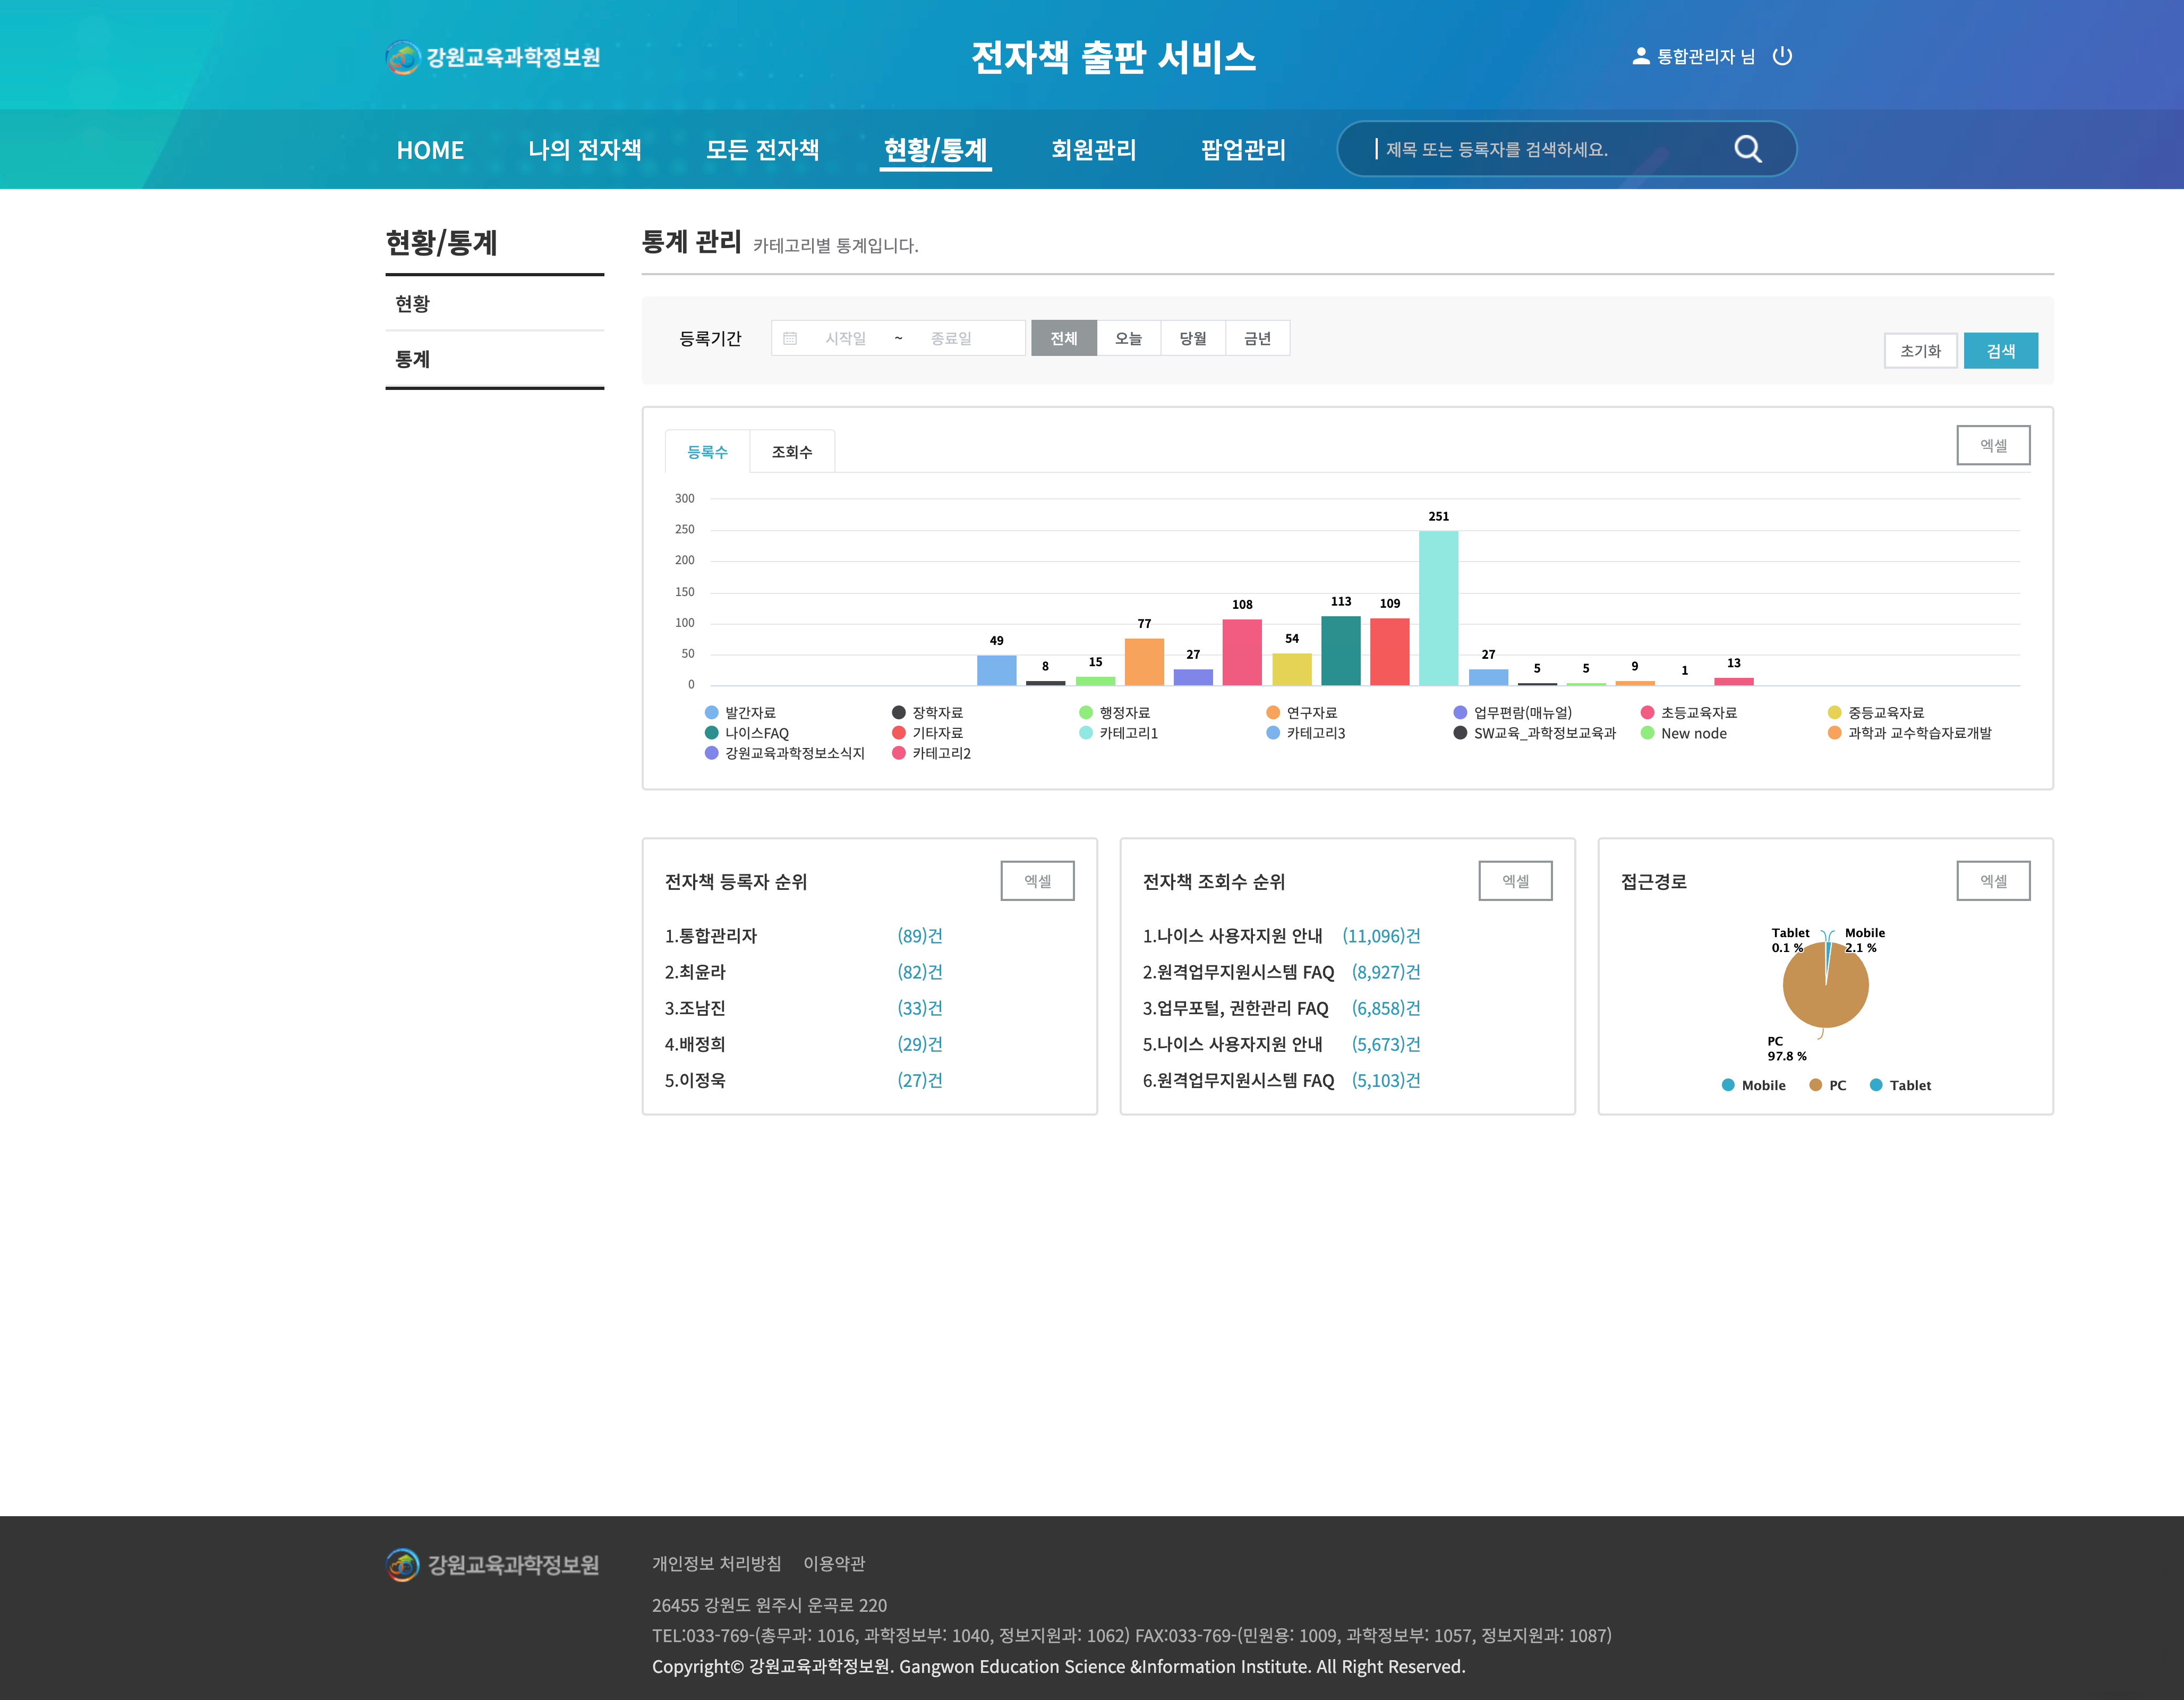 강원교육과학정보원
전자책 출판 서비스
통합관리자 님
HOME 나의 전자책 모든 전자책 현황/통계 회원관리 팝업관리 제목 또는 등록자를 검색하세요.
현황/통계
현황
통계
통계 관리 카테고리별 통계입니다.
등록기간 시작일 ~ 종료일 전체 오늘 당월 금년
초기화 검색
등록수 조회수 엑셀
300
250
200
150
100
50
0
49 8 15 77 27 108 54 113 109 251 27 5 5 9 1 13
발간자료 장학자료 행정자료 연구자료 업무편람(매뉴얼) 초등교육자료 중등교육자료
나이스FAQ 기타자료 카테고리1 카테고리3 SW교육_과학정보교육과 New node 과학과 교수학습자료개발
강원교육과학정보소식지 카테고리2
전자책 등록자 순위 엑셀
1.통합관리자 (89)건
2.최윤라 (82)건
3.조남진 (33)건
4.배정희 (29)건
5.이정욱 (27)건
전자책 조회수 순위 엑셀
1.나이스 사용자지원 안내 (11,096)건
2.원격업무지원시스템 FAQ (8,927)건
3.업무포털, 권한관리 FAQ (6,858)건
5.나이스 사용자지원 안내 (5,673)건
6.원격업무지원시스템 FAQ (5,103)건
접근경로 엑셀
Tablet Mobile
0.1 % 2.1 %
PC
97.8 %
Mobile PC Tablet
강원교육과학정보원
개인정보 처리방침 이용약관
26455 강원도 원주시 운곡로 220
TEL:033-769-(총무과: 1016, 과학정보부: 1040, 정보지원과: 1062) FAX:033-769-(민원용: 1009, 과학정보부: 1057, 정보지원과: 1087)
Copyright© 강원교육과학정보원. Gangwon Education Science &Information Institute. All Right Reserved.